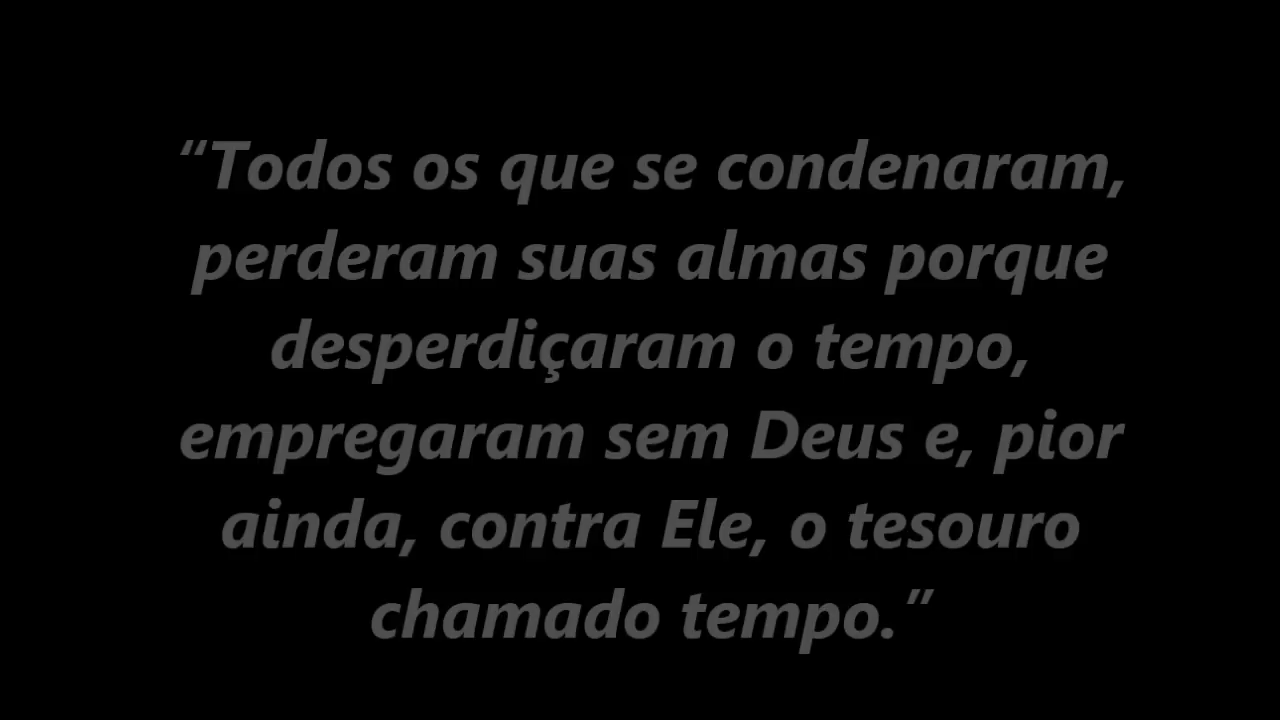 “Todos os que se condenaram,
perderam suas almas porque
desperdiçaram o tempo,
empregaram sem Deus e, pior
ainda, contra Ele, o tesouro
chamado tempo.”